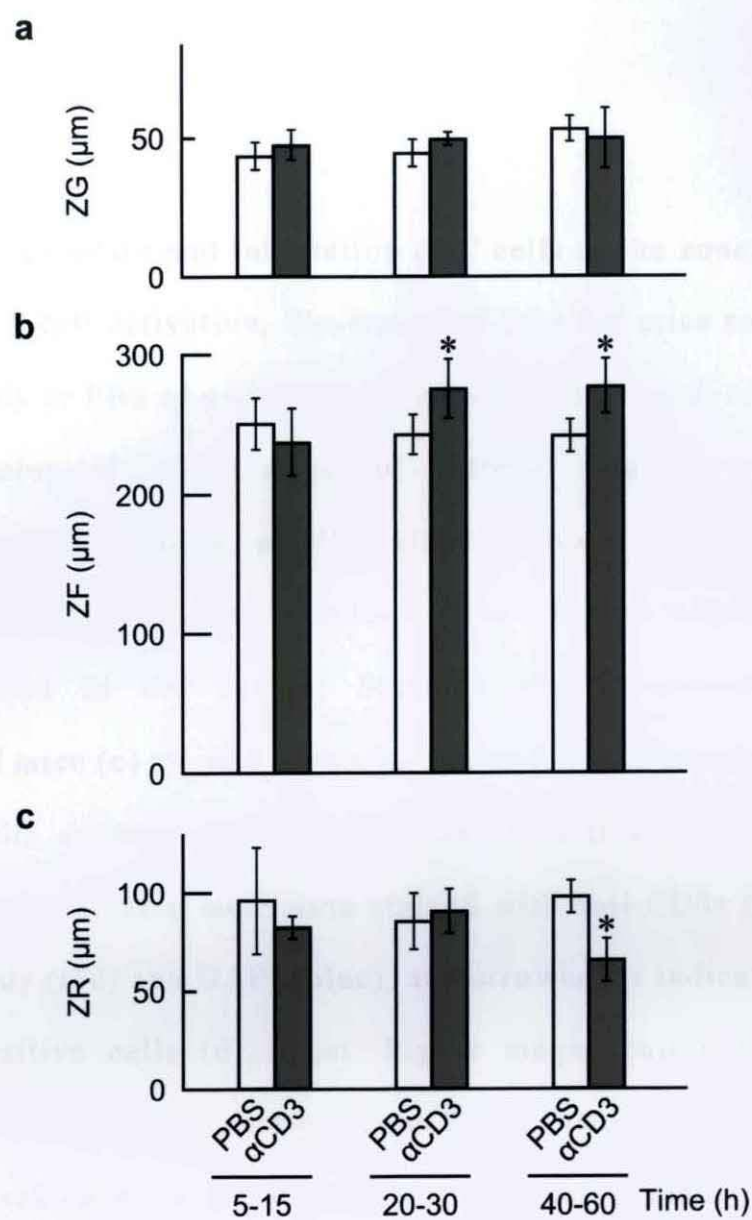 a
ZG (µm)
50
0
b
ZF (µm)
300
*
*
200
100
0
c
ZR (µm)
100
*
50
0
PBS αCD3 PBS αCD3 PBS αCD3
5-15 20-30 40-60 Time (h)